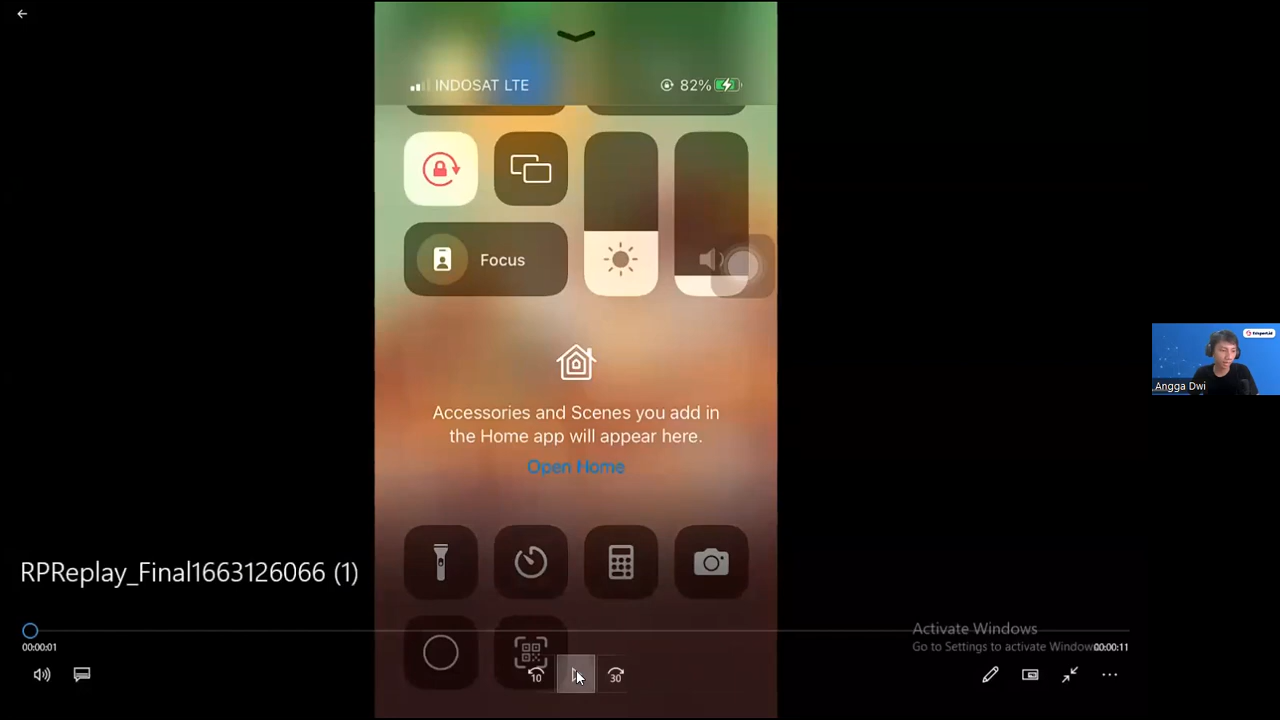 INDOSAT LTE
82%
Focus
Accessories and Scenes you add in
the Home app will appear here.
Open Home
Angga Dwi
RPReplay_Final1663126066 (1)
Activate Windows
Go to Settings to activate Windows
00:00:01
00:00:11
10
30